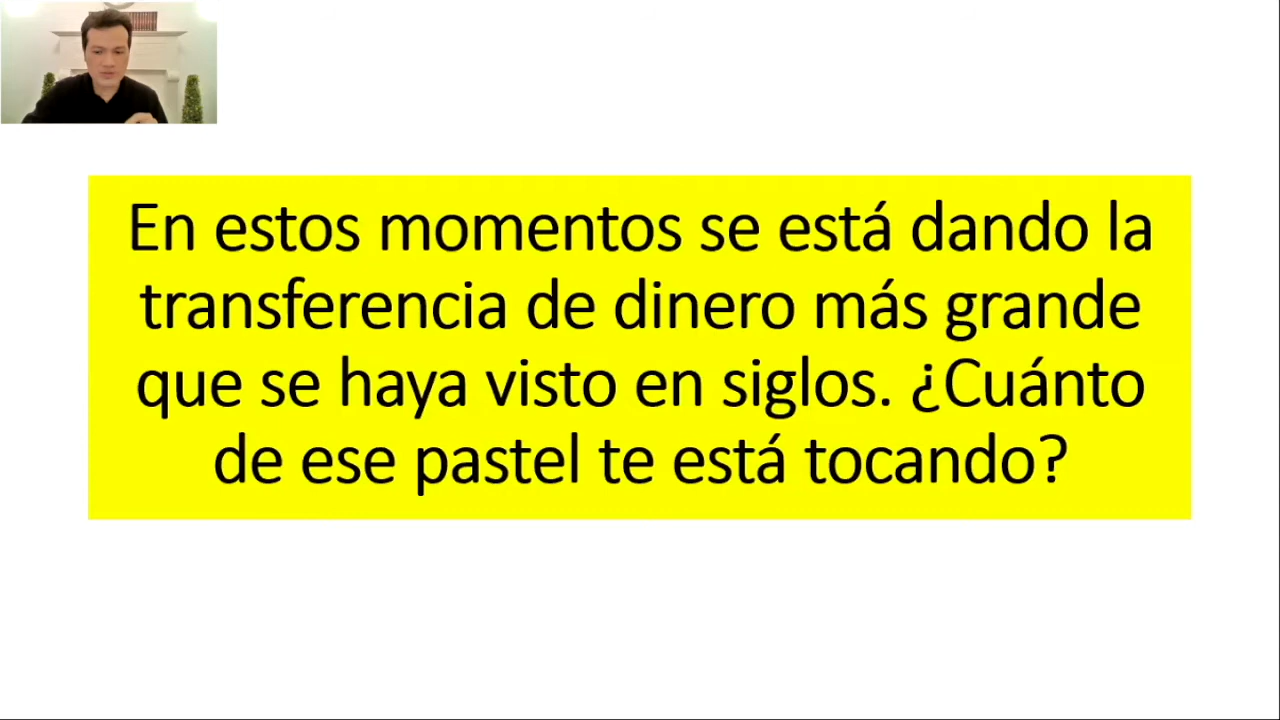 En estos momentos se está dando la
transferencia de dinero más grande
que se haya visto en siglos. ¿Cuánto
de ese pastel te está tocando?